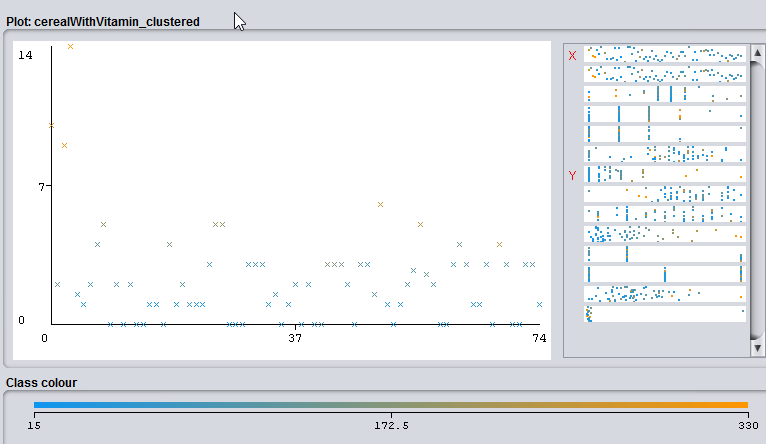 Plot: cerealWithVitamin_clustered
14
7
0
0 37 74
X
Y
Class colour
15 172.5 330